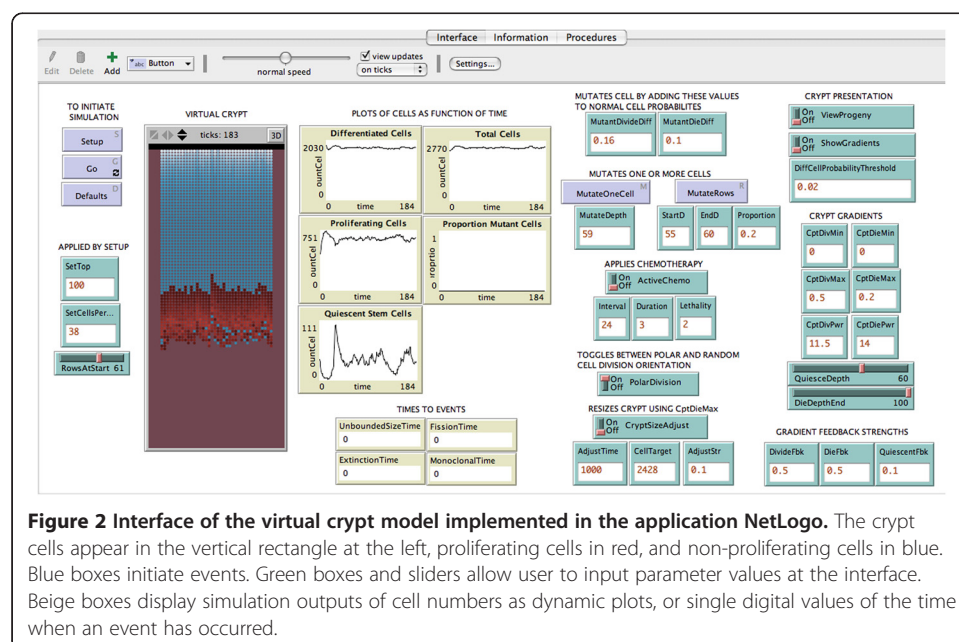 Interface Information Procedures
Edit Delete Add abc Button normal speed view updates on ticks Settings...
TO INITIATE SIMULATION
Setup S
Go G
Defaults D
APPLIED BY SETUP
SetTop
100
SetCellsPer...
38
RowsAtStart 61
VIRTUAL CRYPT
ticks: 183 3D
PLOTS OF CELLS AS FUNCTION OF TIME
Differentiated Cells
2030
ountCel
0
0 time 184
Total Cells
2770
ountCel
0
0 time 184
Proliferating Cells
751
ountCel
0
0 time 184
Proportion Mutant Cells
1
roprtio
0
0 time 184
Quiescent Stem Cells
111
ountCel
0
0 time 184
TIMES TO EVENTS
UnboundedSizeTime
0
FissionTime
0
ExtinctionTime
0
MonoclonalTime
0
MUTATES CELL BY ADDING THESE VALUES
TO NORMAL CELL PROBABILITES
MutantDivideDiff
0.16
MutantDieDiff
0.1
MUTATES ONE OR MORE CELLS
MutateOneCell M
MutateRows R
MutateDepth
59
StartD
55
EndD
60
Proportion
0.2
APPLIES CHEMOTHERAPY
On
Off
ActiveChemo
Interval
24
Duration
3
Lethality
2
TOGGLES BETWEEN POLAR AND RANDOM
CELL DIVISION ORIENTATION
On
Off
PolarDivision
RESIZES CRYPT USING CptDieMax
On
Off
CryptSizeAdjust
AdjustTime
1000
CellTarget
2428
AdjustStr
0.1
CRYPT PRESENTATION
On
Off
ViewProgeny
On
Off
ShowGradients
DiffCellProbabilityThreshold
0.02
CRYPT GRADIENTS
CptDivMin
0
CptDieMin
0
CptDivMax
0.5
CptDieMax
0.2
CptDivPwr
11.5
CptDiePwr
14
QuiesceDepth 60
DieDepthEnd 100
GRADIENT FEEDBACK STRENGTHS
DivideFbk
0.5
DieFbk
0.5
QuiescentFbk
0.1
Figure 2 Interface of the virtual crypt model implemented in the application NetLogo. The crypt
cells appear in the vertical rectangle at the left, proliferating cells in red, and non-proliferating cells in blue.
Blue boxes initiate events. Green boxes and sliders allow user to input parameter values at the interface.
Beige boxes display simulation outputs of cell numbers as dynamic plots, or single digital values of the time
when an event has occurred.